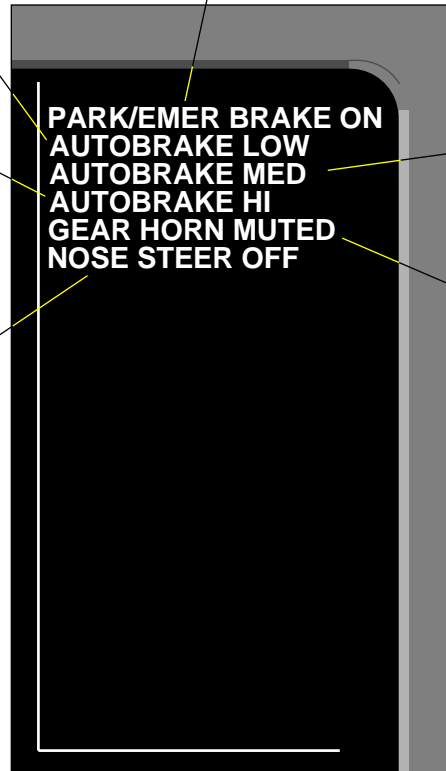 PARK/EMER BRAKE ON
AUTOBRAKE LOW
AUTOBRAKE MED
AUTOBRAKE HI
GEAR HORN MUTED
NOSE STEER OFF